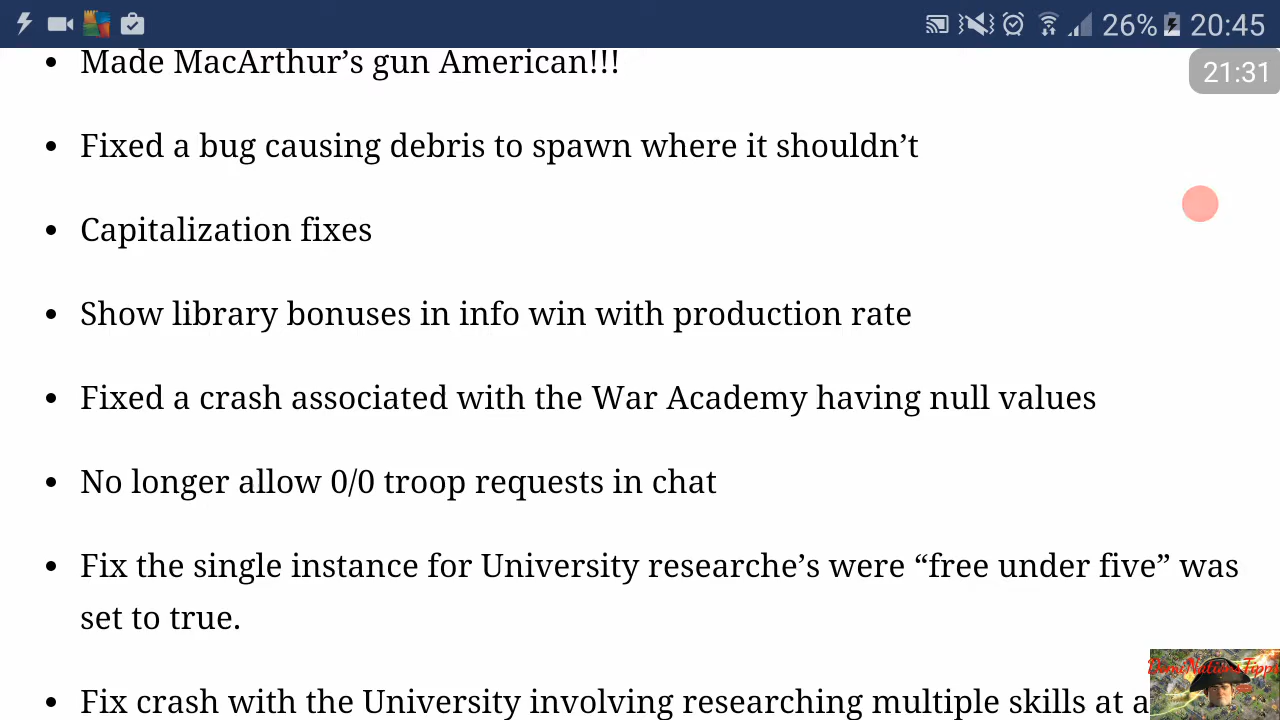 26% 20:45
21:31
• Made MacArthur’s gun American!!!
• Fixed a bug causing debris to spawn where it shouldn’t
• Capitalization fixes
• Show library bonuses in info win with production rate
• Fixed a crash associated with the War Academy having null values
• No longer allow 0/0 troop requests in chat
• Fix the single instance for University researche’s were “free under five” was
set to true.
• Fix crash with the University involving researching multiple skills at a